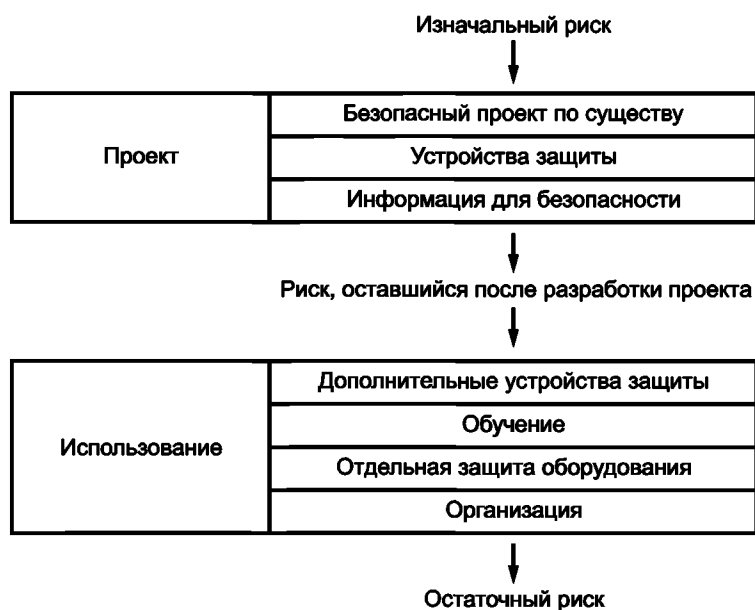 Изначальный риск
Проект
Безопасный проект по существу
Устройства защиты
Информация для безопасности
Риск, оставшийся после разработки проекта
Использование
Дополнительные устройства защиты
Обучение
Отдельная защита оборудования
Организация
Остаточный риск